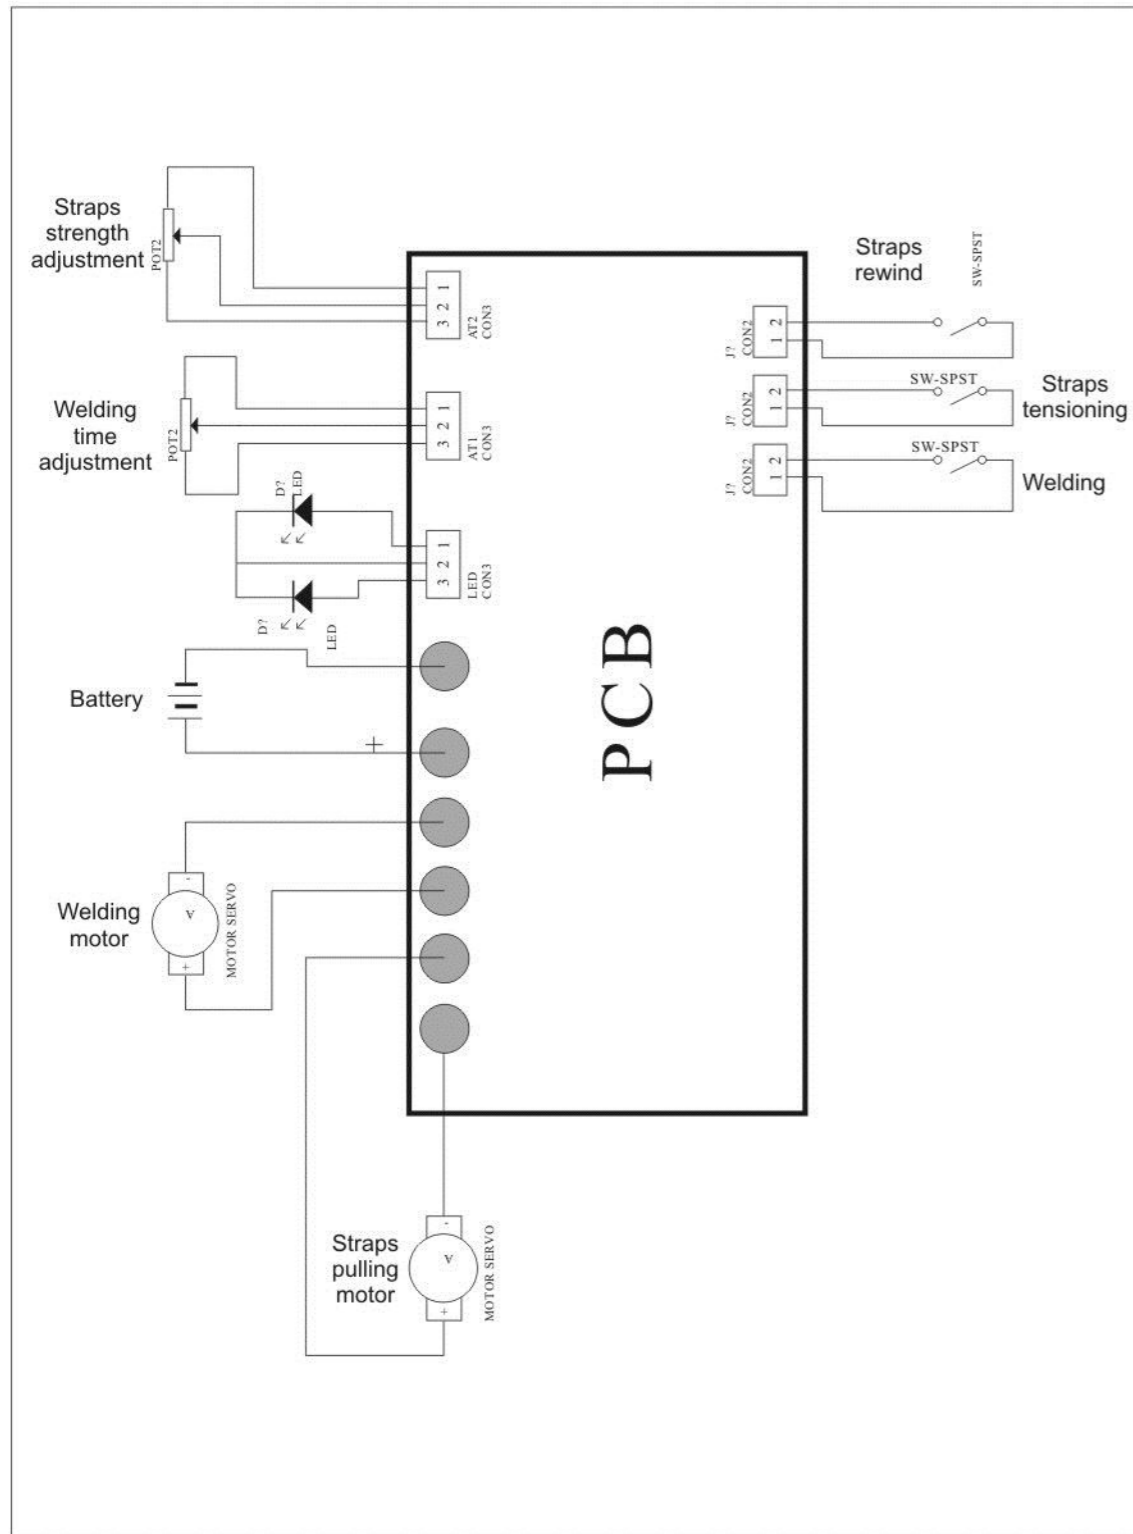 Straps
strength
adjustment
POT2
1
2
3
AT2
CON3
Straps
rewind
SW-SPST
2
1
J?
CON2
Welding
time
adjustment
POT2
1
2
3
AT1
CON3
SW-SPST
Straps
tensioning
2
1
J?
CON2
SW-SPST
Welding
2
1
J?
CON2
D?
LED
1
2
3
LED
CON3
D?
LED
PCB
Battery
+
Welding
motor
-
V
+
MOTOR SERVO
Straps
pulling
motor
-
V
+
MOTOR SERVO